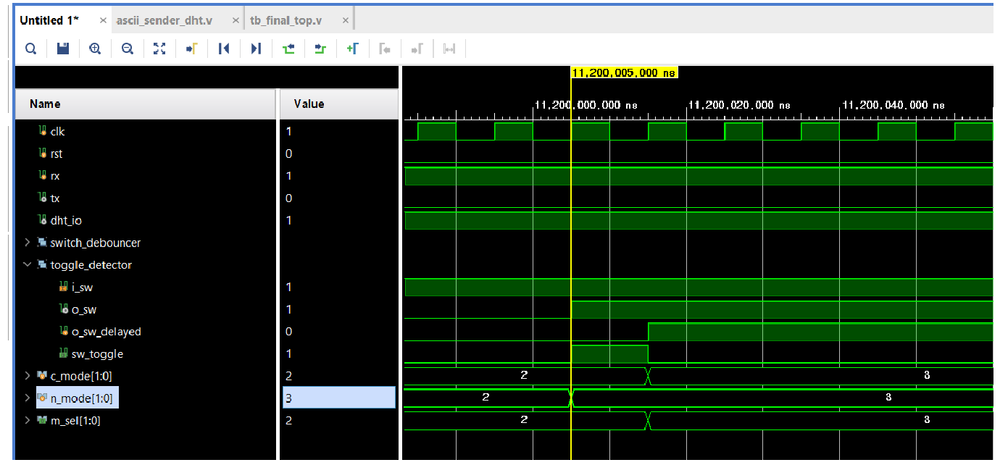 Untitled 1* × ascii_sender_dht.v × tb_final_top.v ×
11,200,005.000 ns
Name Value 11,200,000.000 ns 11,200,020.000 ns 11,200,040.000 ns
clk 1
rst 0
rx 1
tx 0
dht_io 1
switch_debouncer
toggle_detector
i_sw 1
o_sw 1
o_sw_delayed 0
sw_toggle 1
c_mode[1:0] 2 2 3
n_mode[1:0] 3 2 3
m_sel[1:0] 2 2 3